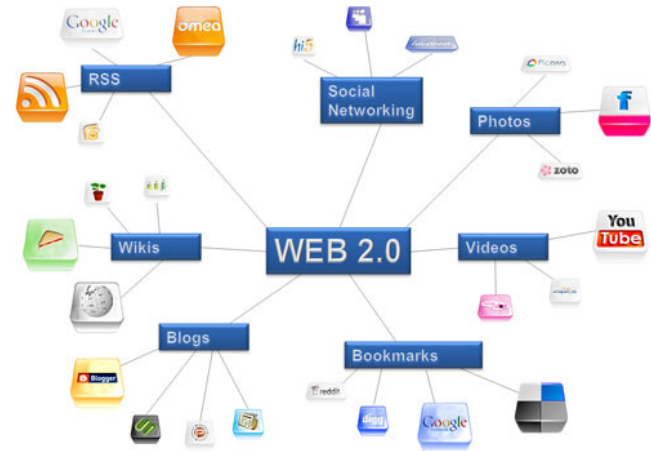 Google
omea
hi5
RSS
Social
Networking
Photos
zoto
Wikis
WEB 2.0
Videos
You
Tube
Blogs
Bookmarks
Blogger
reddit
digg
Google